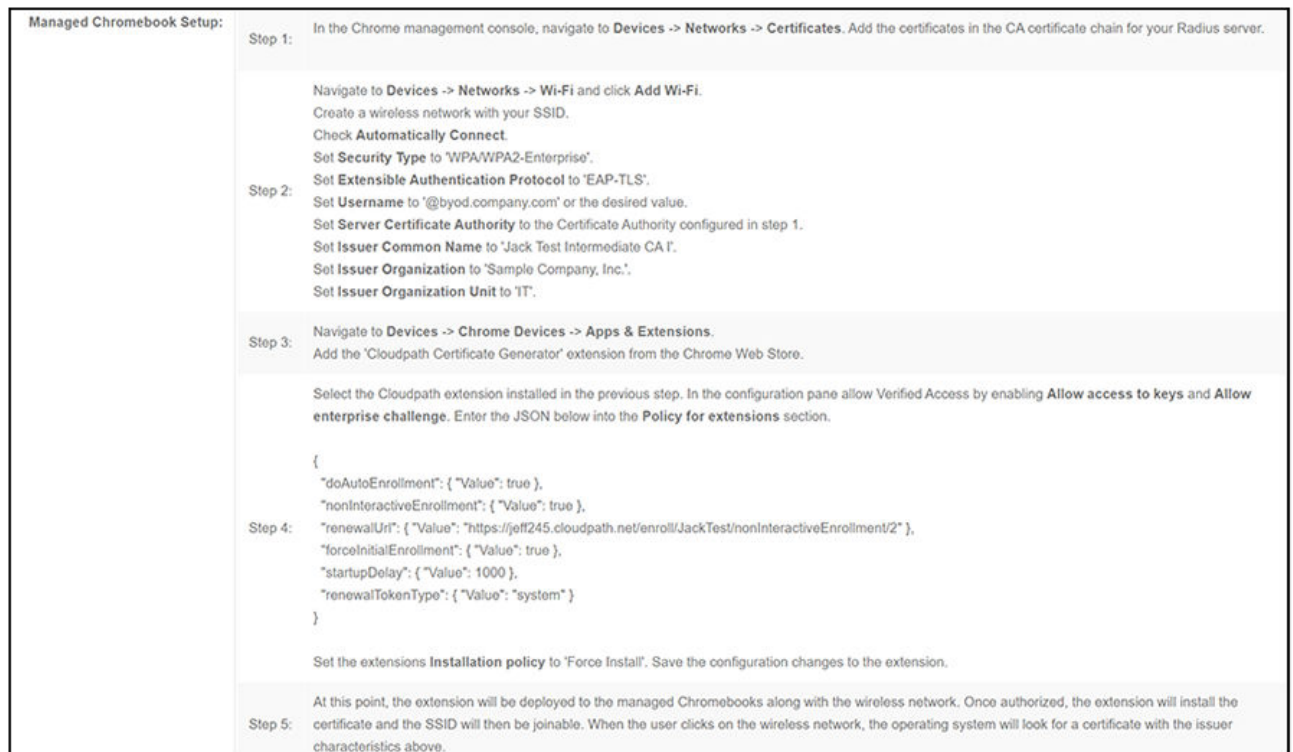 Managed Chromebook Setup:
Step 1:
In the Chrome management console, navigate to Devices -> Networks -> Certificates. Add the certificates in the CA certificate chain for your Radius server.
Step 2:
Navigate to Devices -> Networks -> Wi-Fi and click Add Wi-Fi.
Create a wireless network with your SSID.
Check Automatically Connect.
Set Security Type to 'WPA/WPA2-Enterprise'.
Set Extensible Authentication Protocol to 'EAP-TLS'.
Set Username to '@byod.company.com' or the desired value.
Set Server Certificate Authority to the Certificate Authority configured in step 1.
Set Issuer Common Name to 'Jack Test Intermediate CA I'.
Set Issuer Organization to 'Sample Company, Inc.'.
Set Issuer Organization Unit to 'IT'.
Step 3:
Navigate to Devices -> Chrome Devices -> Apps & Extensions.
Add the 'Cloudpath Certificate Generator' extension from the Chrome Web Store.
Step 4:
Select the Cloudpath extension installed in the previous step. In the configuration pane allow Verified Access by enabling Allow access to keys and Allow
enterprise challenge. Enter the JSON below into the Policy for extensions section.
{
"doAutoEnrollment": { "Value": true },
"nonInteractiveEnrollment": { "Value": true },
"renewalUrl": { "Value": "https://jeff245.cloudpath.net/enroll/JackTest/nonInteractiveEnrollment/2" },
"forceInitialEnrollment": { "Value": true },
"startupDelay": { "Value": 1000 },
"renewalTokenType": { "Value": "system" }
}
Set the extensions Installation policy to 'Force Install'. Save the configuration changes to the extension.
Step 5:
At this point, the extension will be deployed to the managed Chromebooks along with the wireless network. Once authorized, the extension will install the
certificate and the SSID will then be joinable. When the user clicks on the wireless network, the operating system will look for a certificate with the issuer
characteristics above.